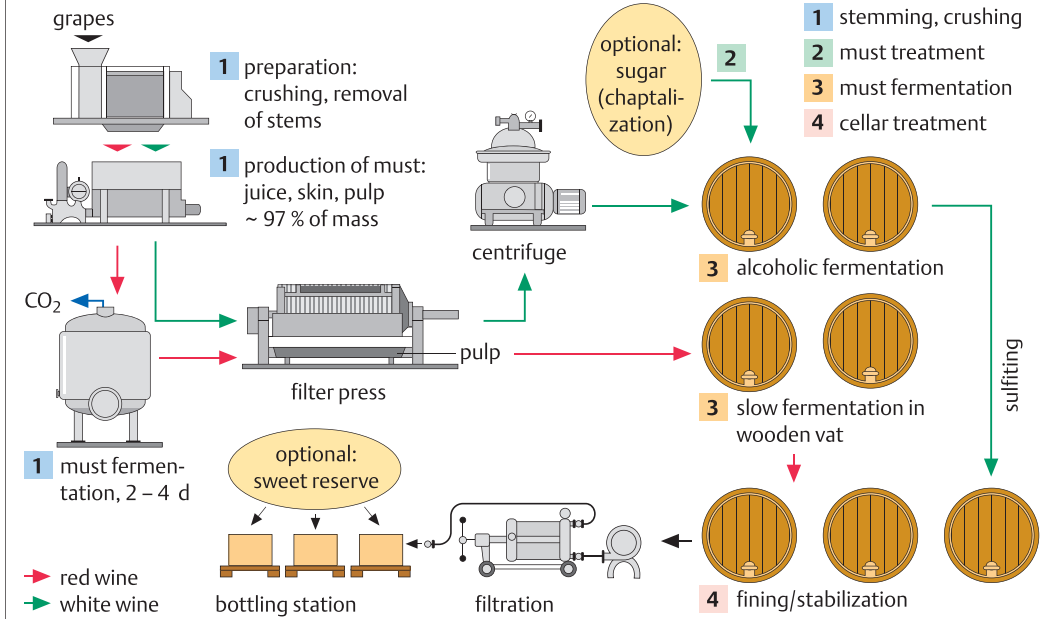 grapes
1 preparation:
crushing, removal
of stems
1 production of must:
juice, skin, pulp
~ 97 % of mass
CO2
1 must fermen-
tation, 2 – 4 d
filter press
pulp
centrifuge
optional:
sugar
(chaptali-
zation)
2
1 stemming, crushing
2 must treatment
3 must fermentation
4 cellar treatment
3 alcoholic fermentation
3 slow fermentation in
wooden vat
sulfiting
4 fining/stabilization
filtration
optional:
sweet reserve
bottling station
red wine
white wine